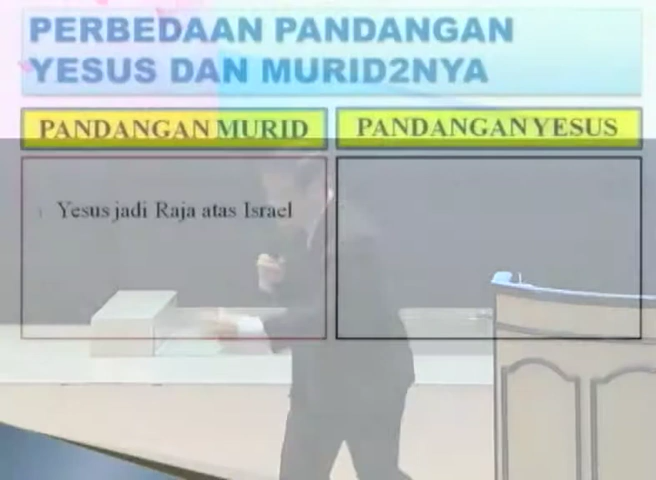 PERBEDAAN PANDANGAN
YESUS DAN MURID2NYA
PANDANGAN MURID
PANDANGAN YESUS
Yesus jadi Raja atas Israel